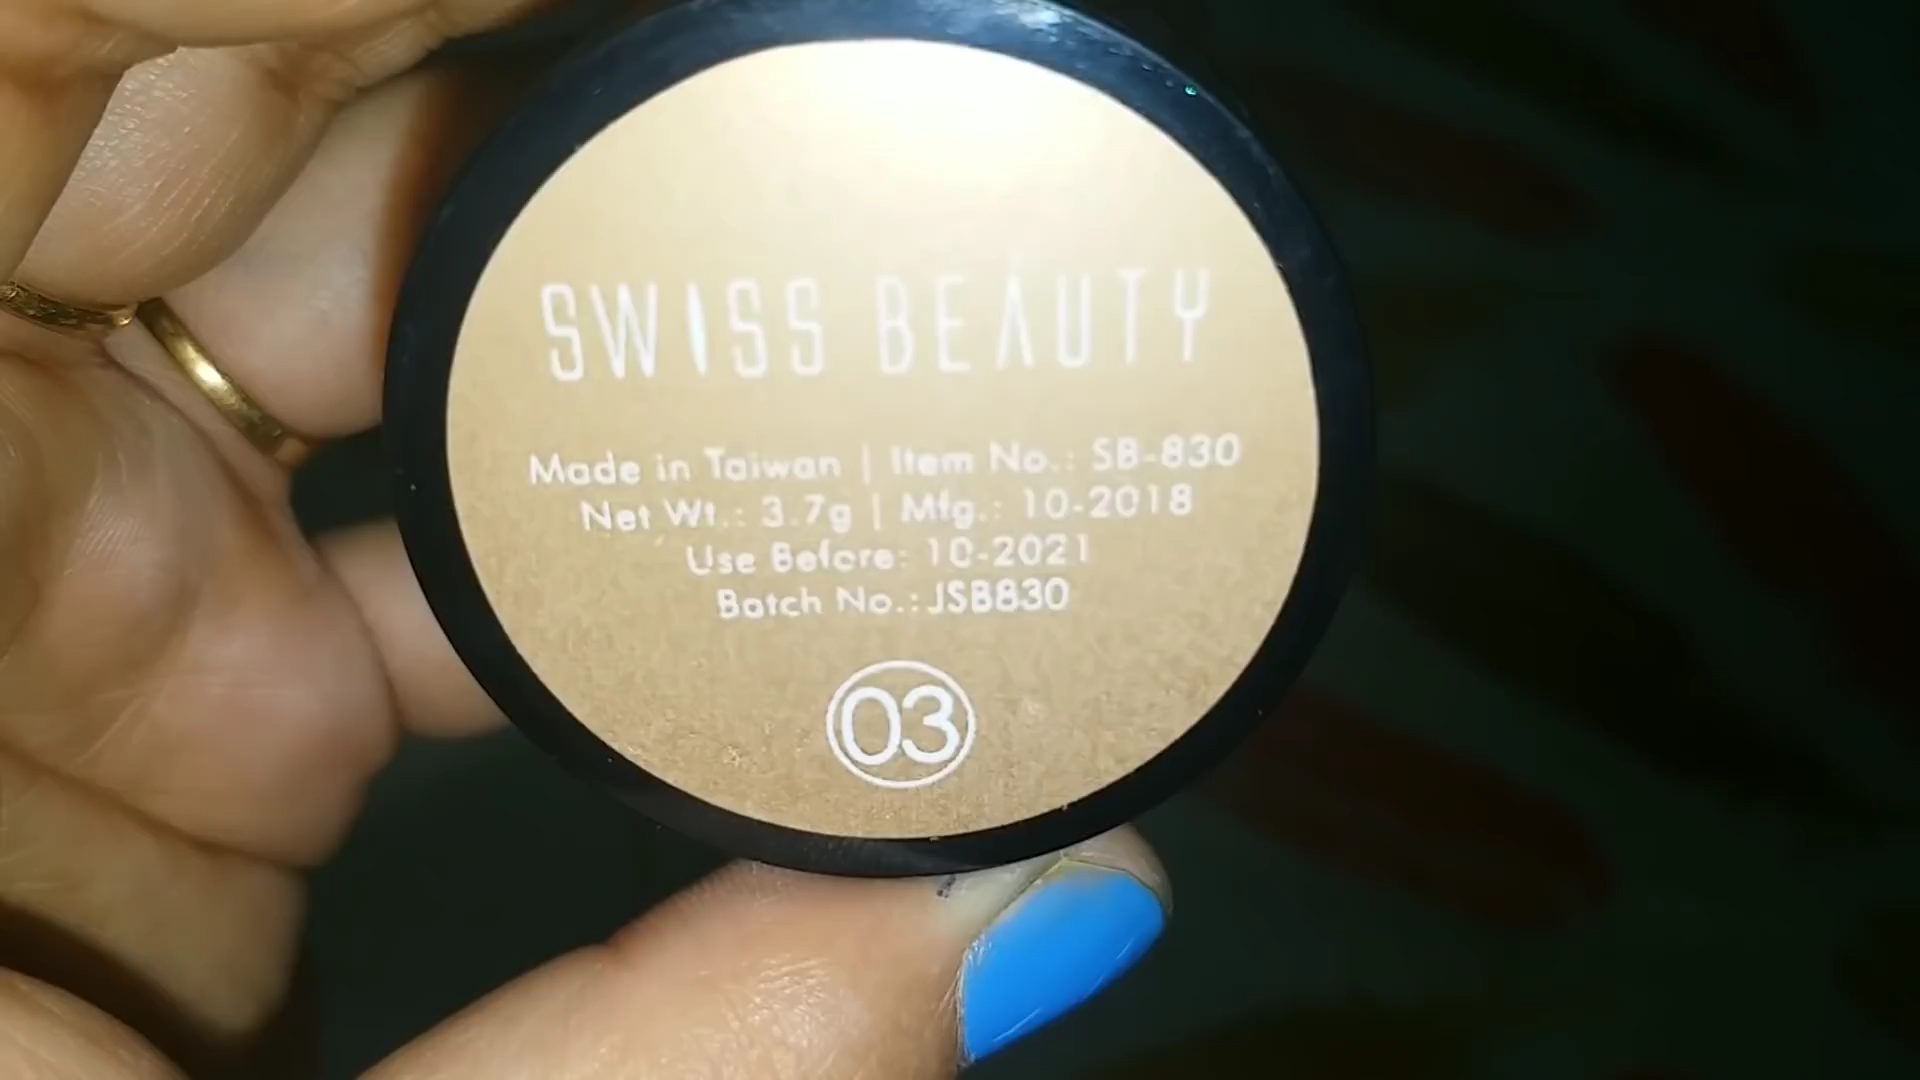 SWISS BEAUTY
Made in Taiwan | Item No.: SB-830
Net Wt.: 3.7g | Mfg.: 10-2018
Use Before: 10-2021
Batch No.: JSB830
03